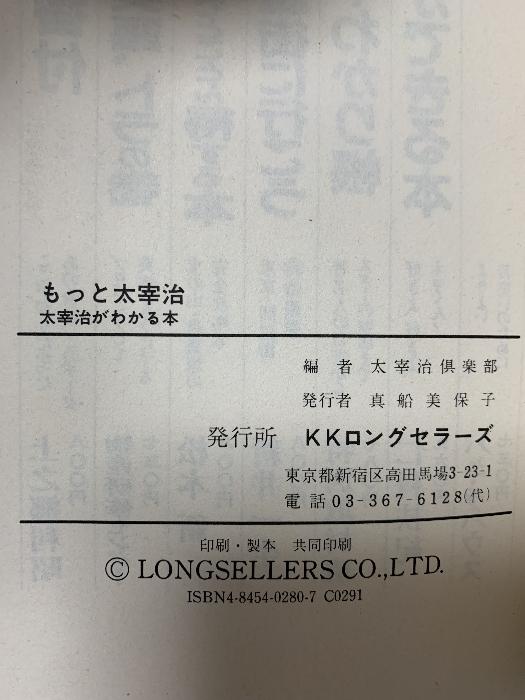 もっと太宰治
太宰治がわかる本
編者 太宰治倶楽部
発行者 真船美保子
発行所 KKロングセラーズ
東京都新宿区高田馬場3-23-1
電話03-367-6128(代)
印刷・製本 共同印刷
© LONGSELLERS CO.,LTD.
ISBN4-8454-0280-7 C0291